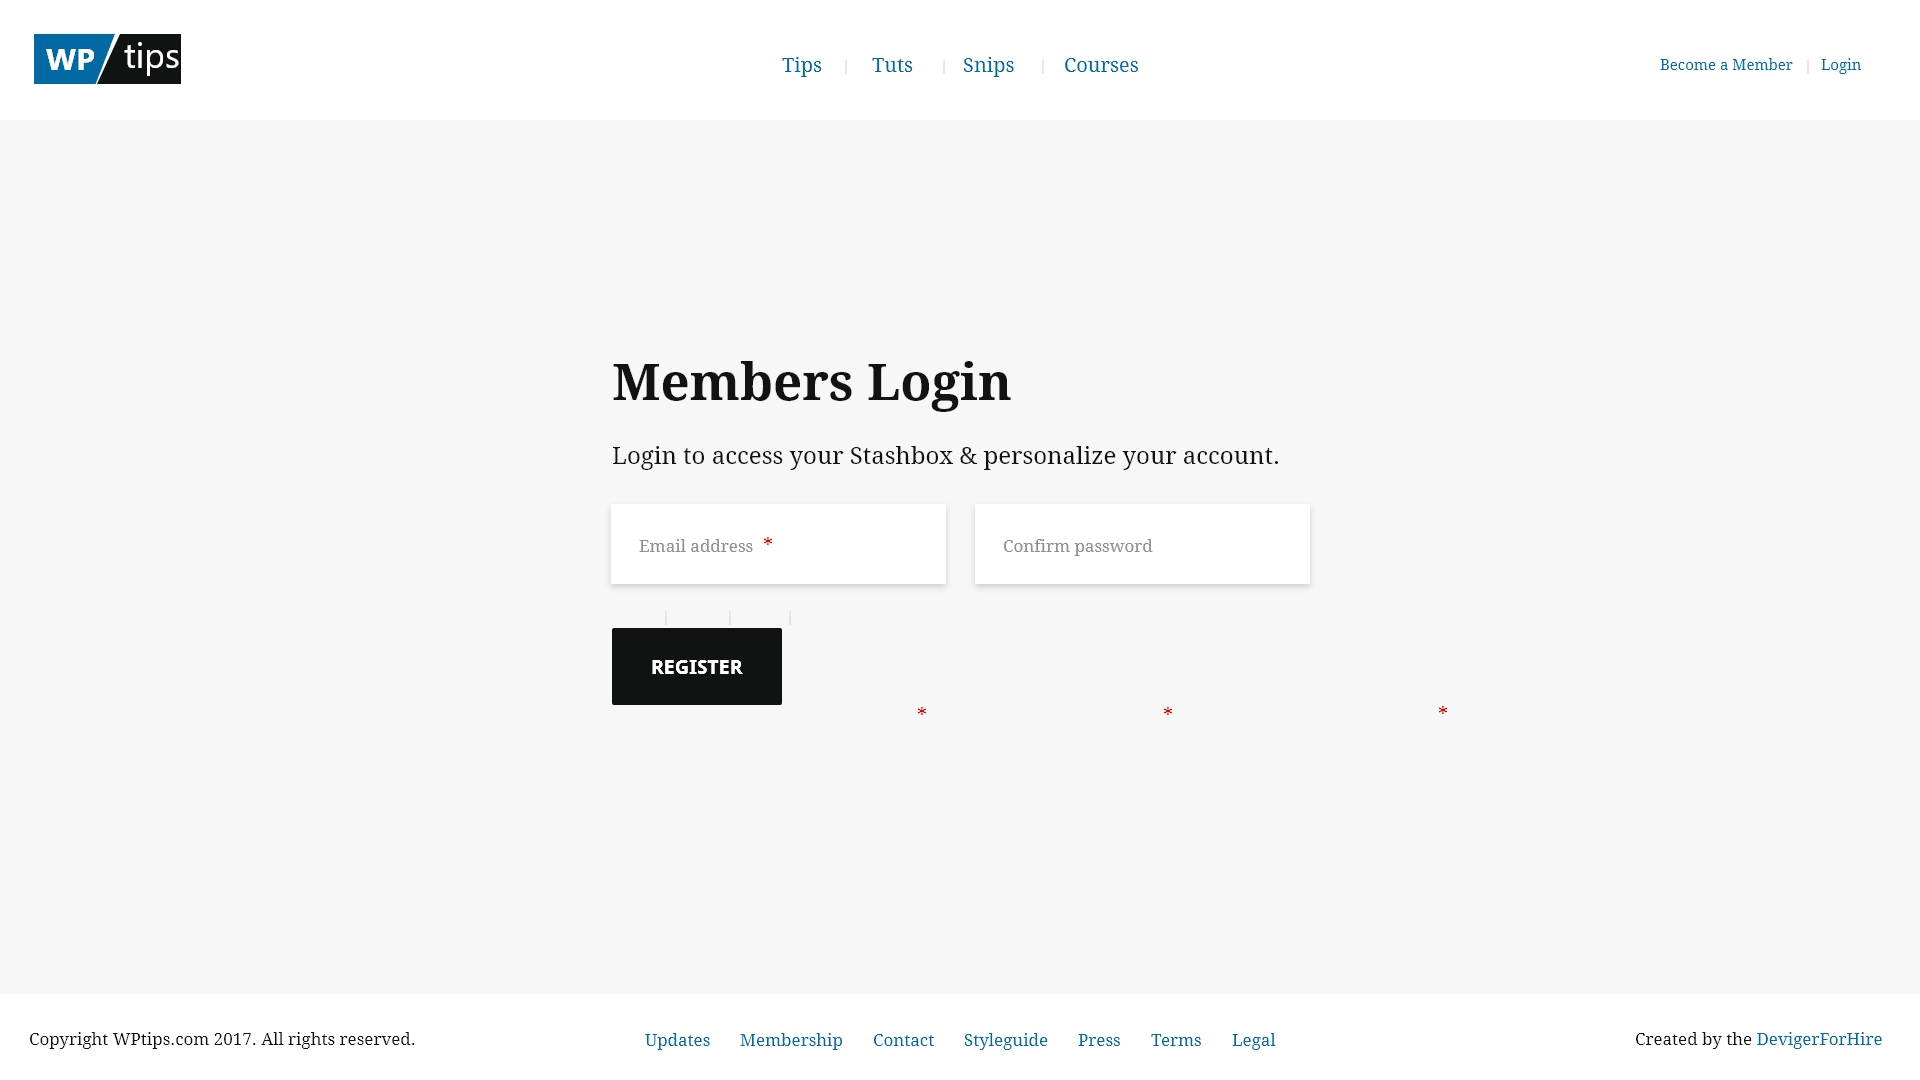 WP tips
Tips | Tuts | Snips | Courses
Become a Member | Login
Members Login
Login to access your Stashbox & personalize your account.
Email address *
Confirm password
REGISTER
* * *
Copyright WPtips.com 2017. All rights reserved.
Updates Membership Contact Styleguide Press Terms Legal
Created by the DevigerForHire